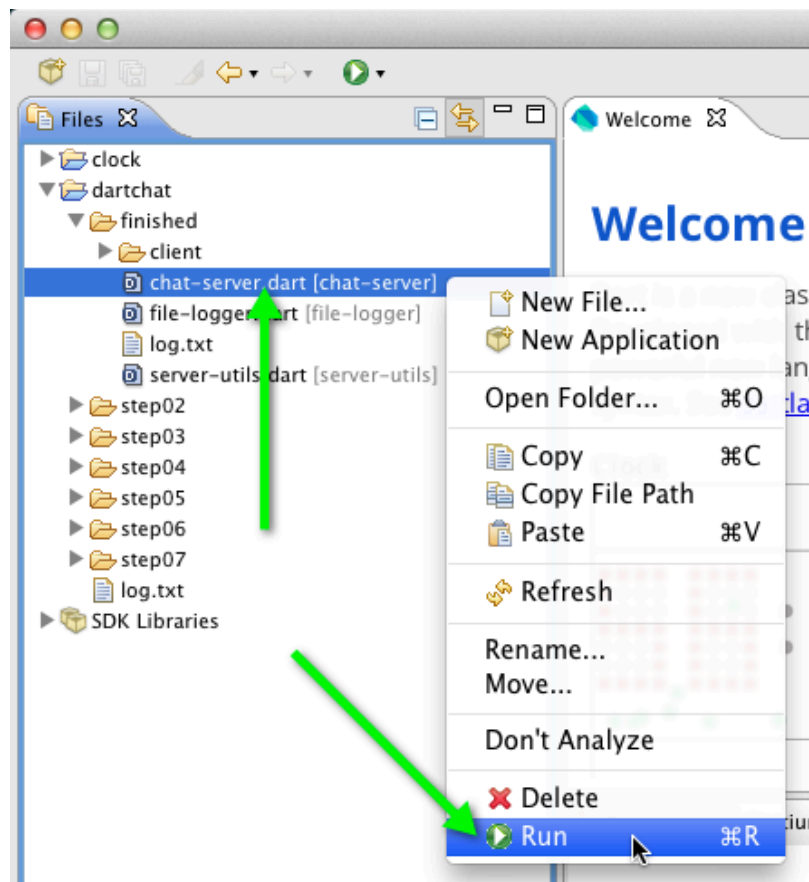 Files
Welcome
clock
dartchat
finished
client
chat-server.dart [chat-server]
file-logger.dart [file-logger]
log.txt
server-utils.dart [server-utils]
step02
step03
step04
step05
step06
step07
log.txt
SDK Libraries
Welcome
New File...
New Application
Open Folder... ⌘O
Copy ⌘C
Copy File Path
Paste ⌘V
Refresh
Rename...
Move...
Don't Analyze
Delete
Run ⌘R